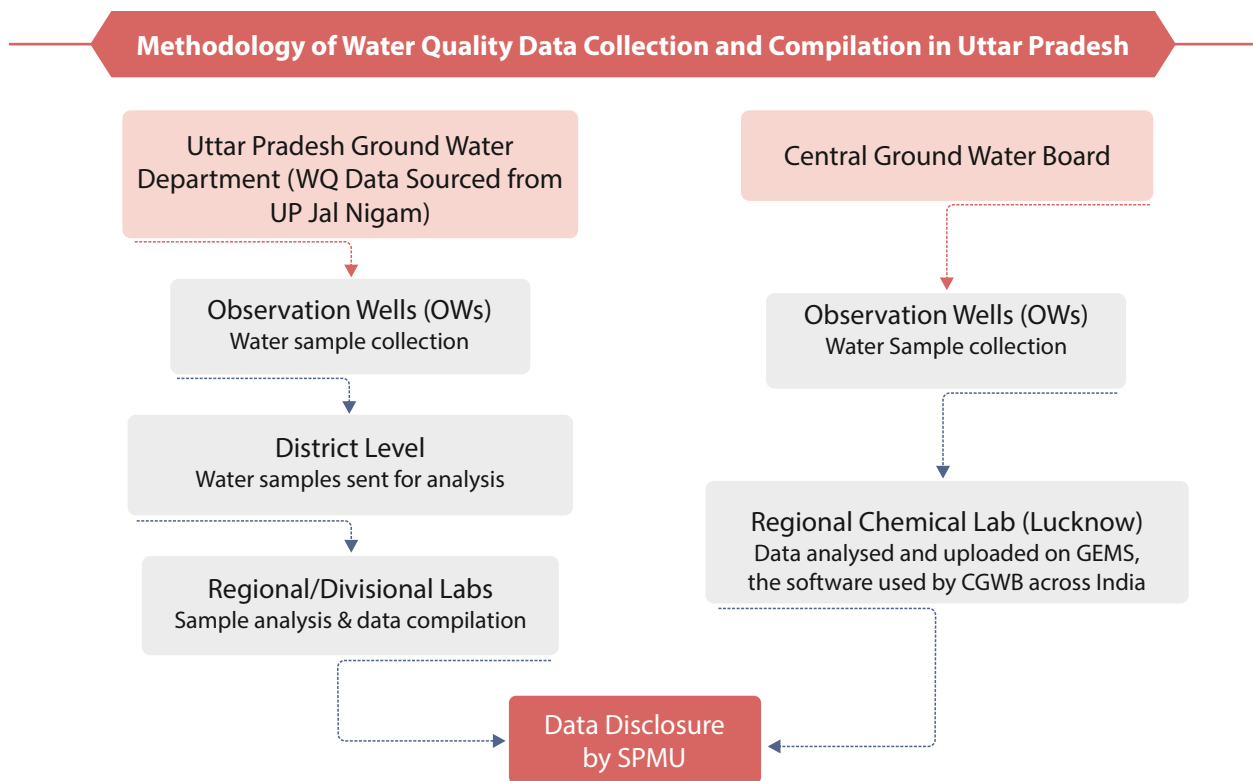 Methodology of Water Quality Data Collection and Compilation in Uttar Pradesh
Uttar Pradesh Ground Water
Department (WQ Data Sourced from
UP Jal Nigam)
Observation Wells (OWs)
Water sample collection
District Level
Water samples sent for analysis
Regional/Divisional Labs
Sample analysis & data compilation
Central Ground Water Board
Observation Wells (OWs)
Water Sample collection
Regional Chemical Lab (Lucknow)
Data analysed and uploaded on GEMS,
the software used by CGWB across India
Data Disclosure
by SPMU